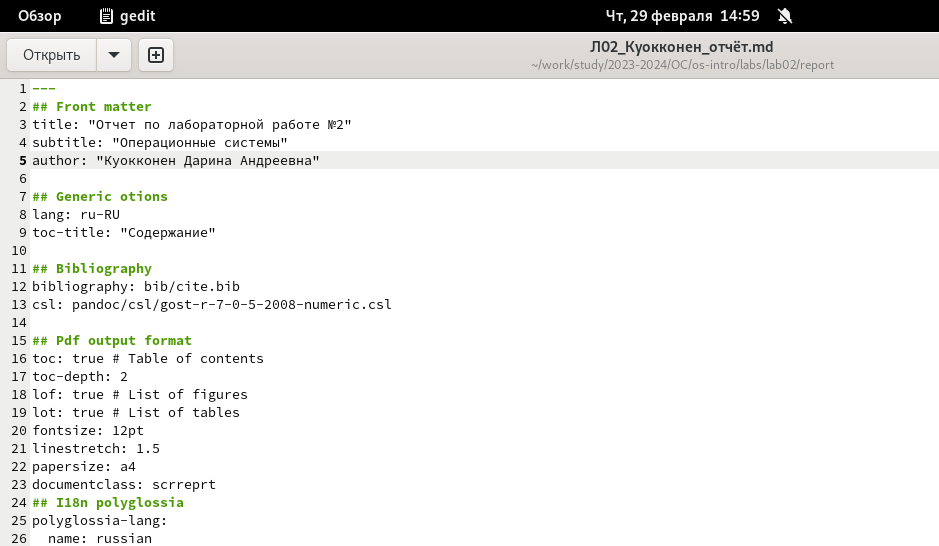 Обзор gedit Чт, 29 февраля 14:59
Открыть Л02_Куокконен_отчёт.md
~/work/study/2023-2024/ОС/os-intro/labs/lab02/report
1 ---
2 ## Front matter
3 title: "Отчет по лабораторной работе №2"
4 subtitle: "Операционные системы"
5 author: "Куокконен Дарина Андреевна"
6
7 ## Generic otions
8 lang: ru-RU
9 toc-title: "Содержание"
10
11 ## Bibliography
12 bibliography: bib/cite.bib
13 csl: pandoc/csl/gost-r-7-0-5-2008-numeric.csl
14
15 ## Pdf output format
16 toc: true # Table of contents
17 toc-depth: 2
18 lof: true # List of figures
19 lot: true # List of tables
20 fontsize: 12pt
21 linestretch: 1.5
22 papersize: a4
23 documentclass: scrreprt
24 ## I18n polyglossia
25 polyglossia-lang:
26   name: russian